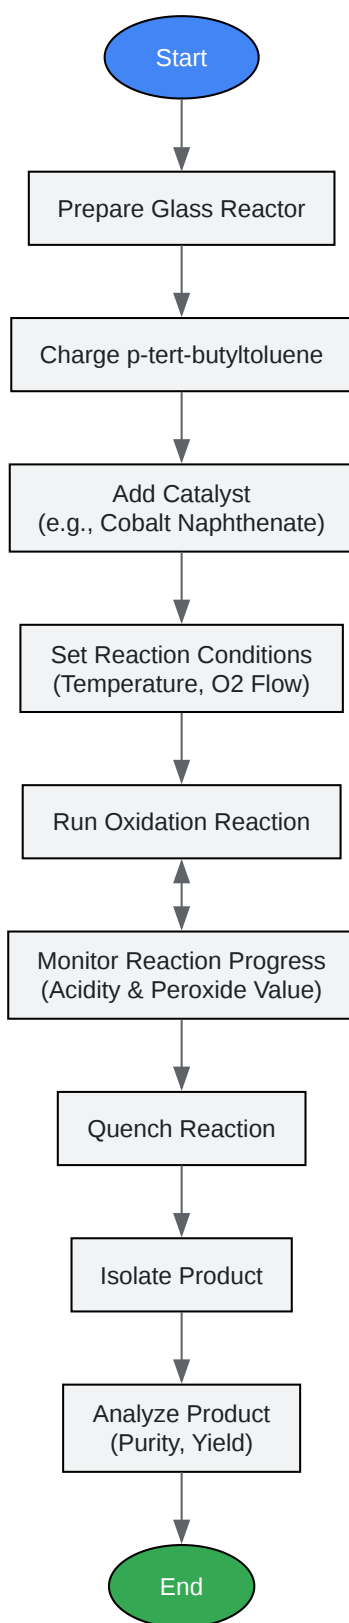 Start
Prepare Glass Reactor
Charge p-tert-butyltoluene
Add Catalyst
(e.g., Cobalt Naphthenate)
Set Reaction Conditions
(Temperature, O2 Flow)
Run Oxidation Reaction
Monitor Reaction Progress
(Acidity & Peroxide Value)
Quench Reaction
Isolate Product
Analyze Product
(Purity, Yield)
End